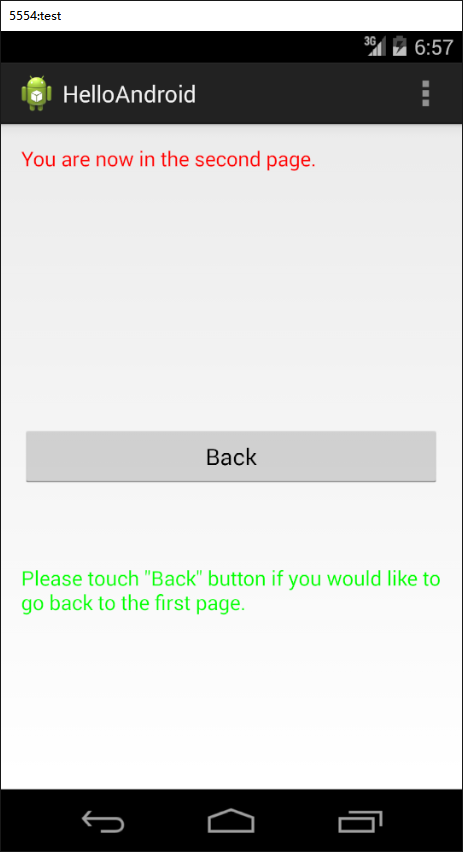 5554:test
3G 6:57
HelloAndroid
You are now in the second page.
Back
Please touch "Back" button if you would like to
go back to the first page.